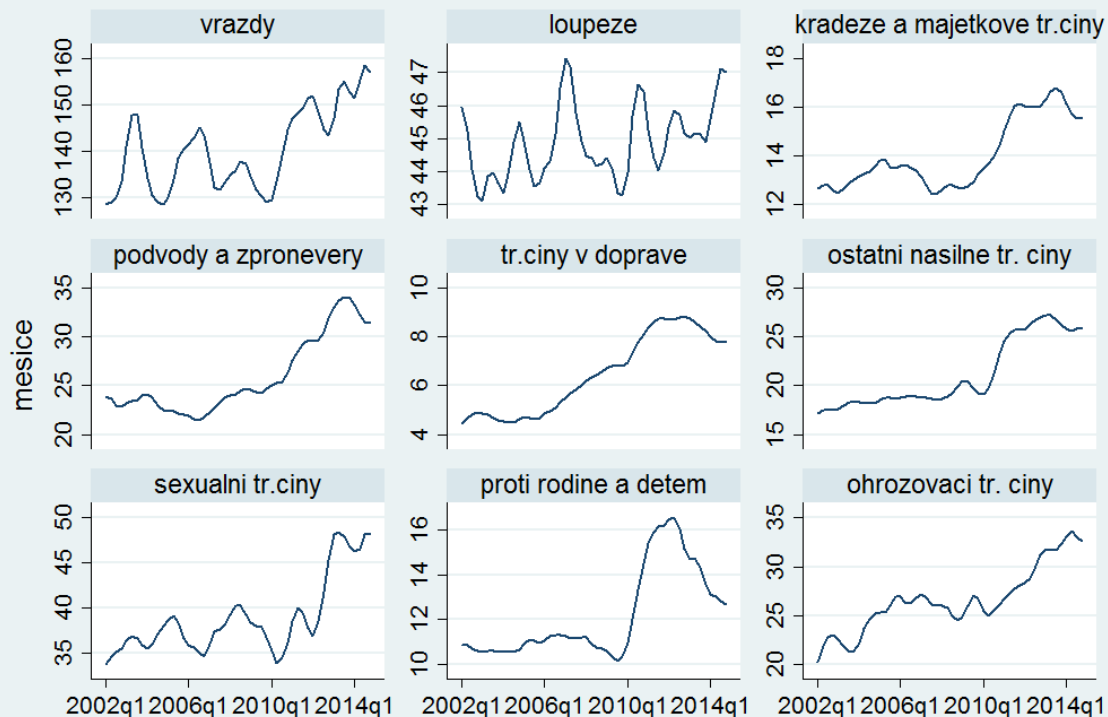 vrazdy
loupeze
kradeze a majetkove tr.ciny
160
150
140
130
47
46
45
44
43
18
16
14
12
podvody a zpronevery
tr.ciny v doprave
ostatni nasilne tr. ciny
35
30
25
20
10
8
6
4
30
25
20
15
mesice
sexualni tr.ciny
proti rodine a detem
ohrozovaci tr. ciny
50
45
40
35
16
14
12
10
35
30
25
20
2002q1 2006q1 2010q1 2014q1
2002q1 2006q1 2010q1 2014q1
2002q1 2006q1 2010q1 2014q1